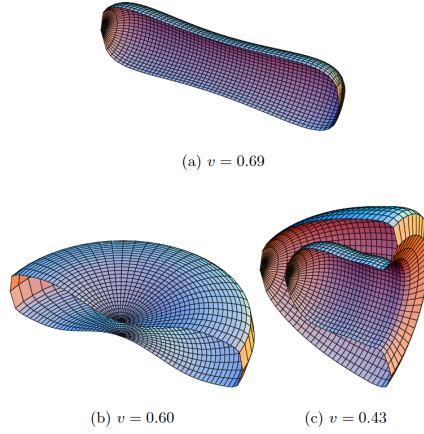 (a) v = 0.69
(b) v = 0.60
(c) v = 0.43